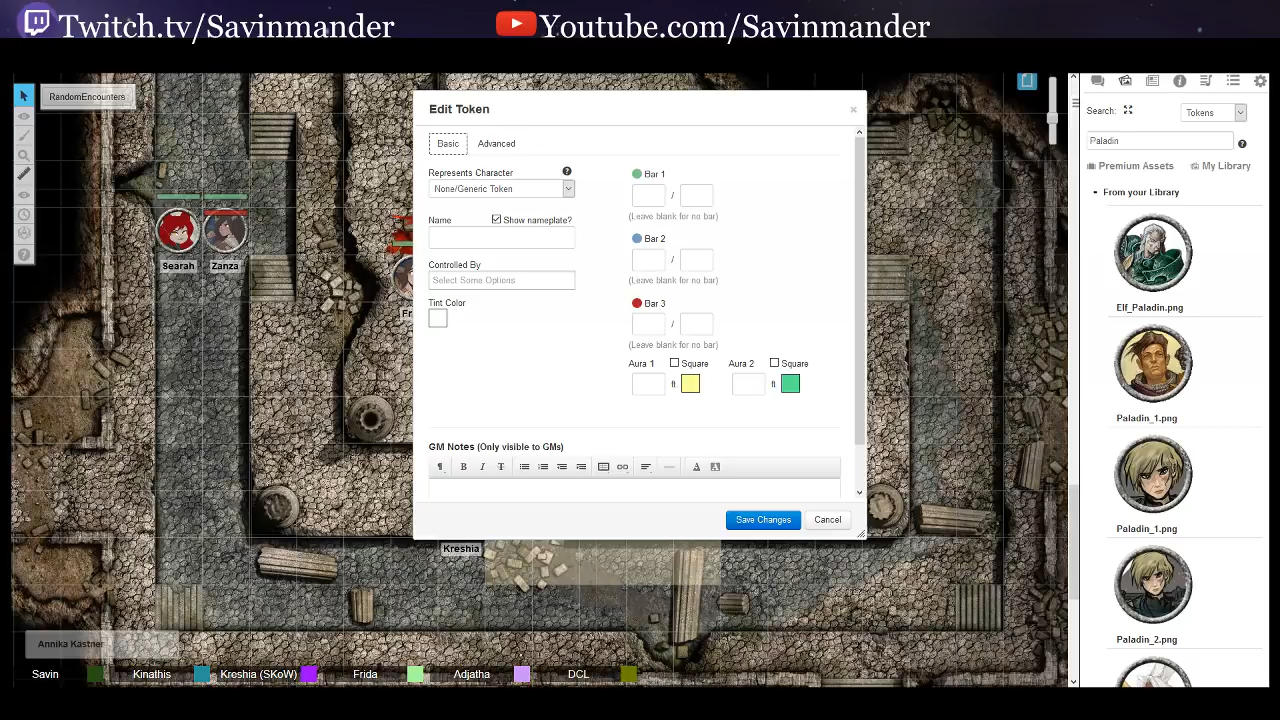 Twitch.tv/Savinmander
Youtube.com/Savinmander
RandomEncounters
Searah
Zanza
Kreshia
Annika Kastner
Savin
Kinathis
Kreshia (SKoW)
Frida
Adjatha
DCL
Edit Token
×
Basic
Advanced
Represents Character
None/Generic Token
Name
Show nameplate?
Controlled By
Select Some Options
Tint Color
Bar 1
/
(Leave blank for no bar)
Bar 2
/
(Leave blank for no bar)
Bar 3
/
(Leave blank for no bar)
Aura 1
Square
Aura 2
Square
ft
ft
GM Notes (Only visible to GMs)
Save Changes
Cancel
Search:
Tokens
Paladin
Premium Assets
My Library
From your Library
Elf_Paladin.png
Paladin_1.png
Paladin_1.png
Paladin_2.png